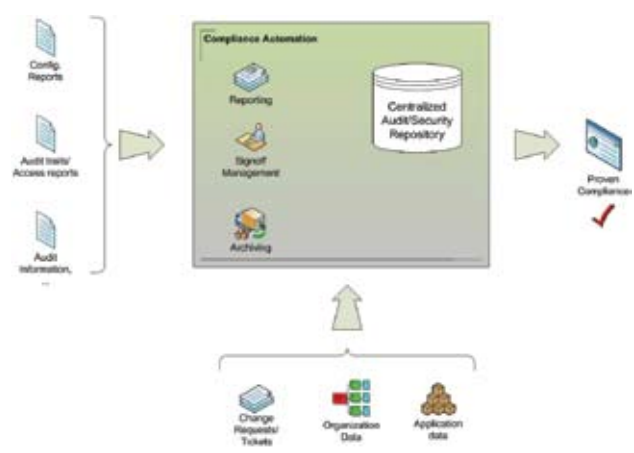 Config.
Reports
Audit trails/
Access reports
Audit
Information,
...
Compliance Automation
Reporting
Signoff
Management
Archiving
Centralized
Audit/Security
Repository
Proven
Compliance
Change
Requests/
Tickets
Organization
Data
Application
data